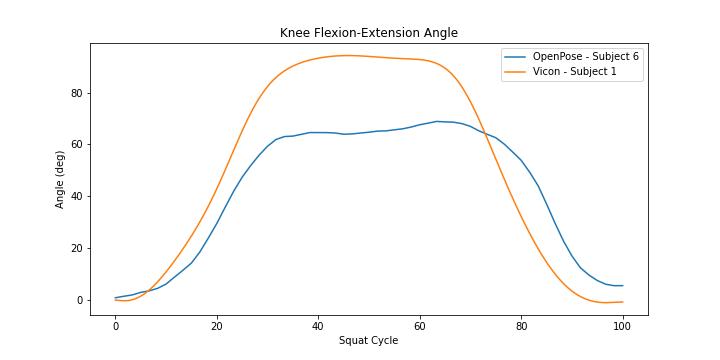 Knee Flexion-Extension Angle
OpenPose - Subject 6
Vicon - Subject 1
Angle (deg)
80
60
40
20
0
0 20 40 60 80 100
Squat Cycle